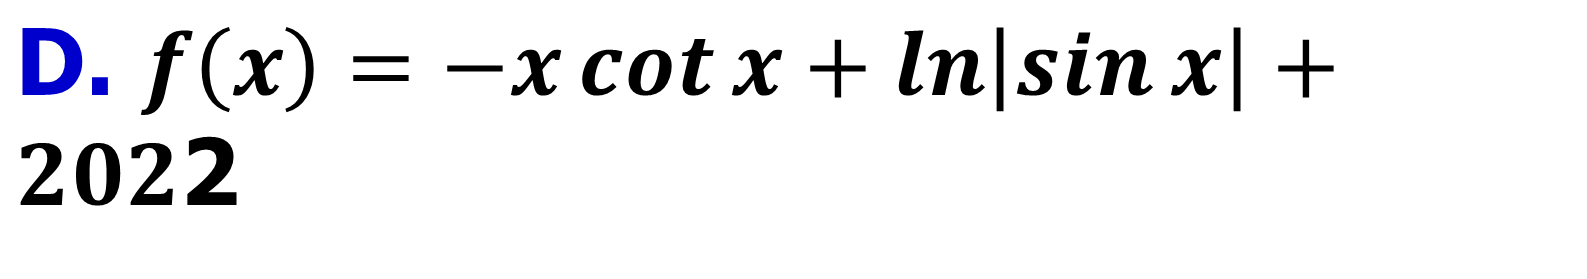 D. f(x) = −x cot x + ln|sin x| +
2022